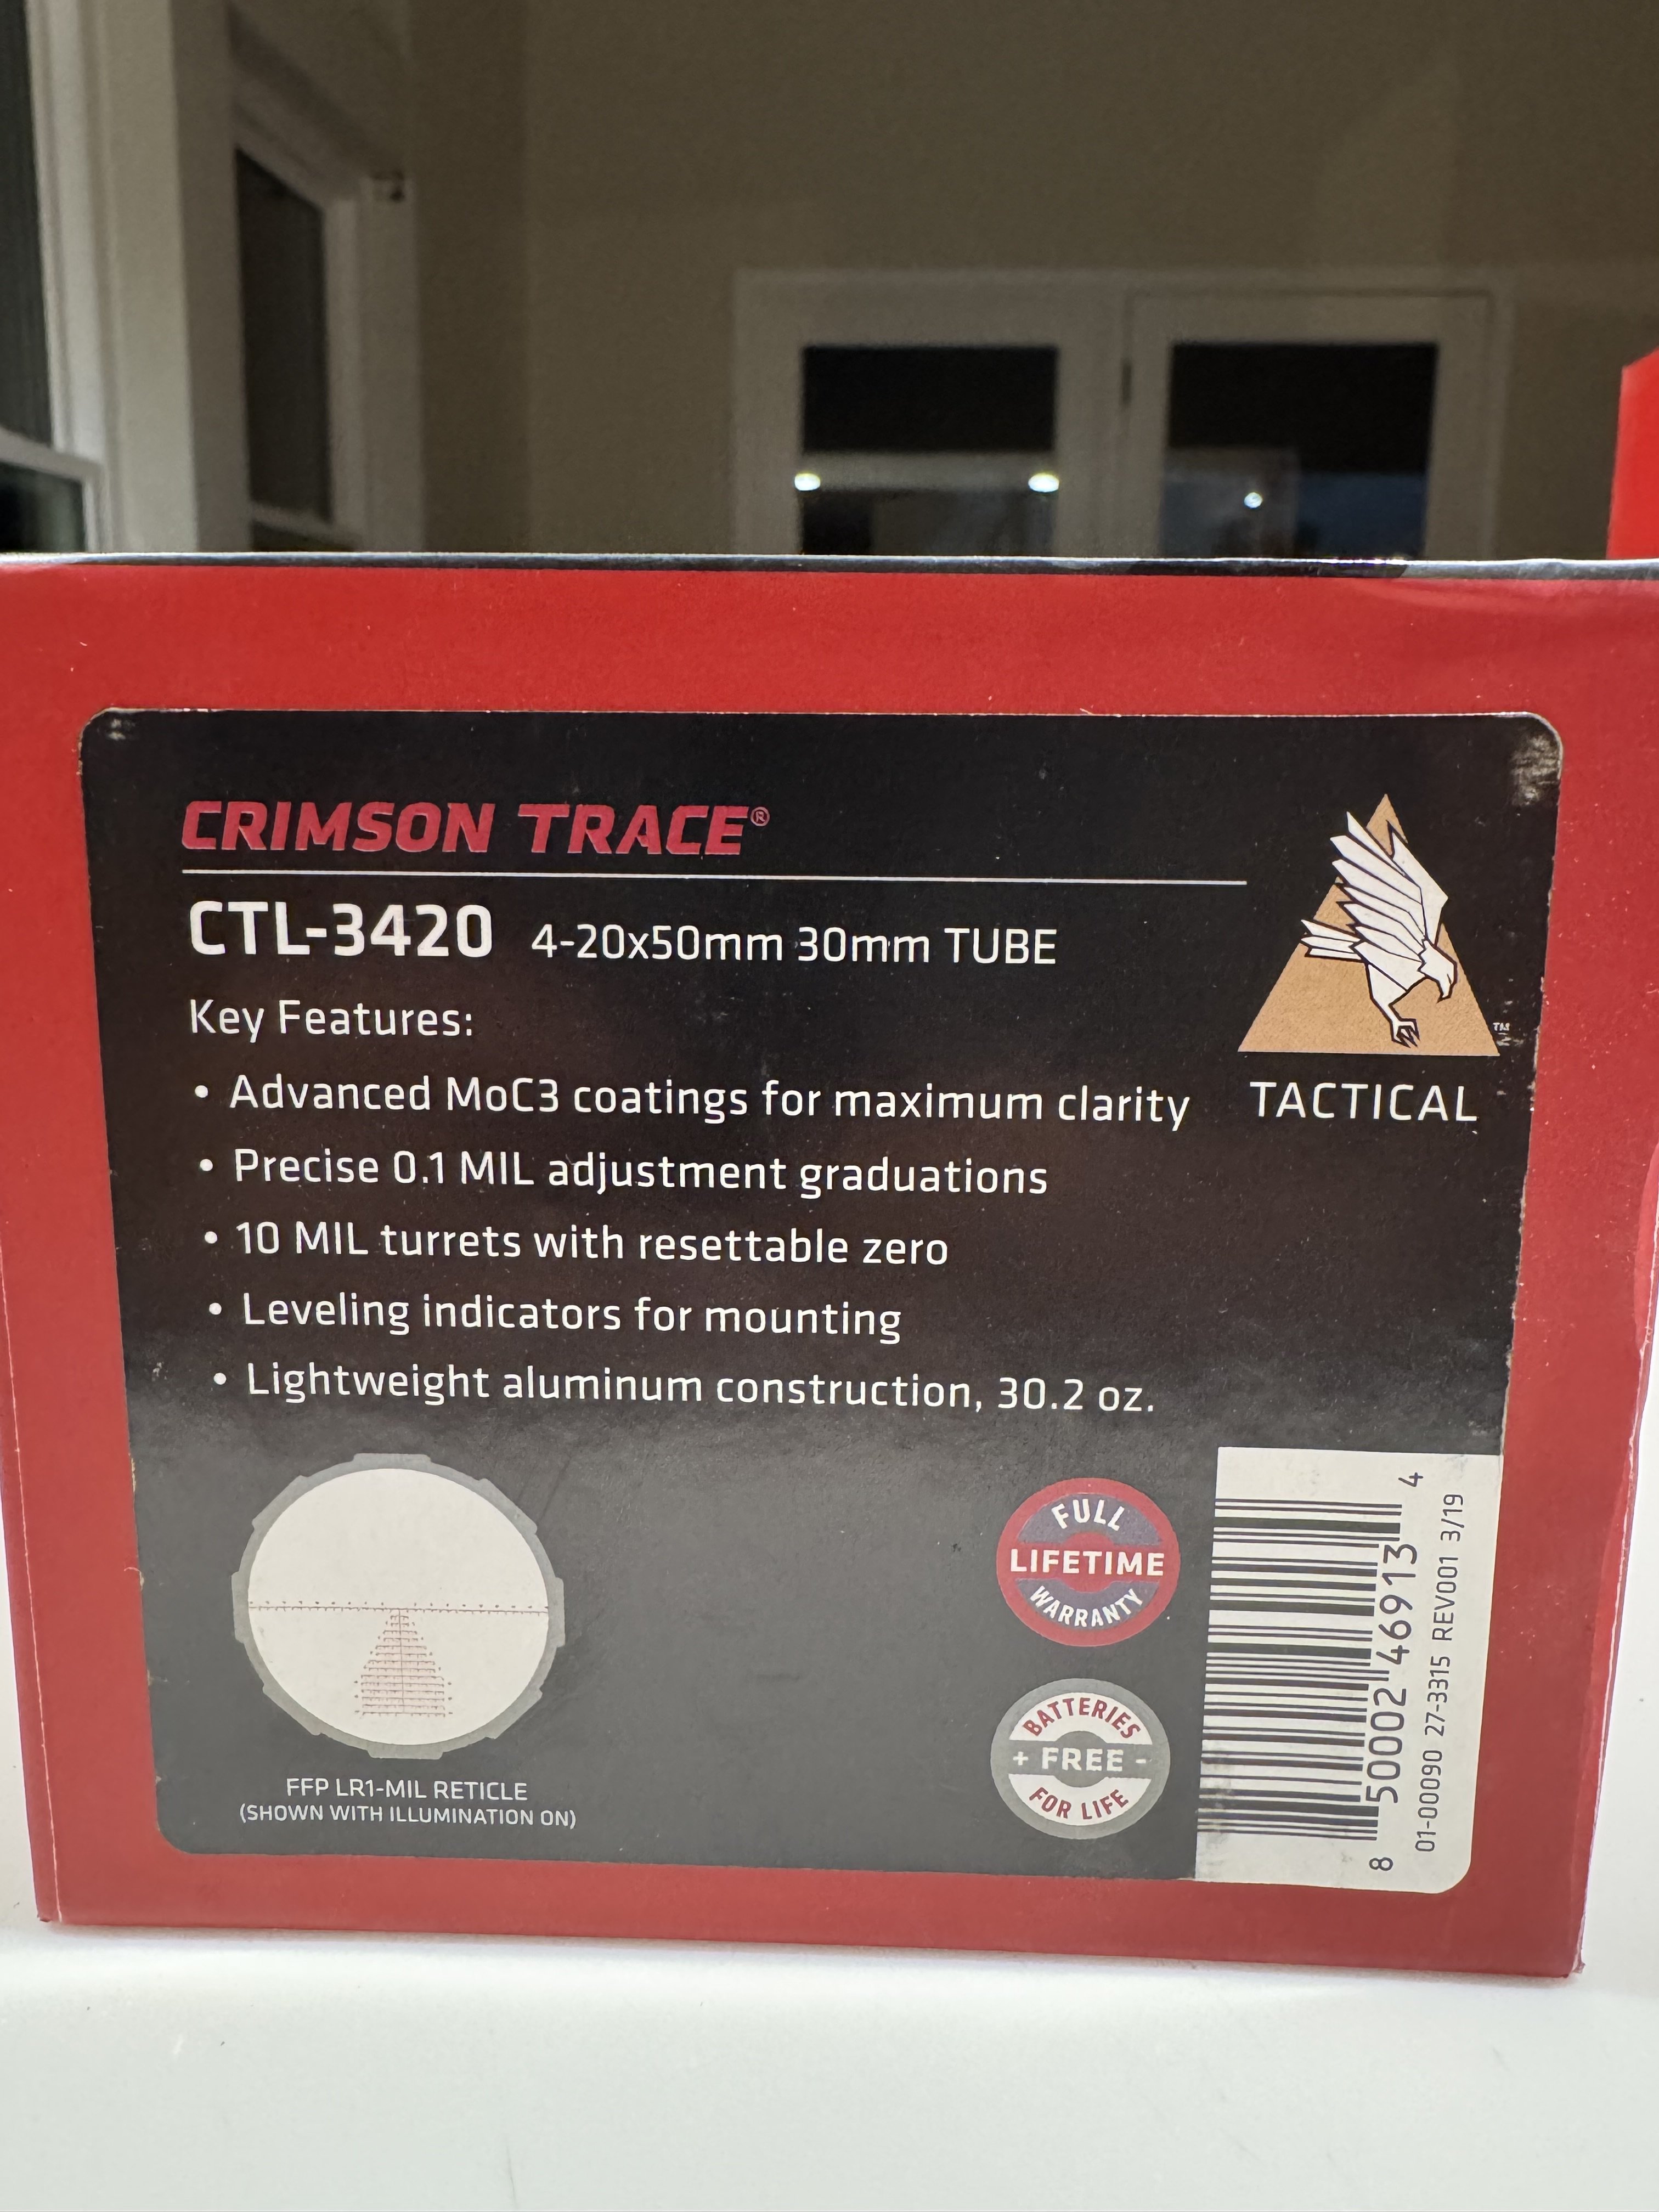 CRIMSON TRACE®
CTL-3420 4-20x50mm 30mm TUBE
Key Features:
• Advanced MoC3 coatings for maximum clarity
• Precise 0.1 MIL adjustment graduations
• 10 MIL turrets with resettable zero
• Leveling indicators for mounting
• Lightweight aluminum construction, 30.2 oz.
TM
TACTICAL
FFP LR1-MIL RETICLE
(SHOWN WITH ILLUMINATION ON)
FULL
LIFETIME
WARRANTY
BATTERIES
+ FREE -
FOR LIFE
8 50002 46913 4
01-00090 27-3315 REV001 3/19